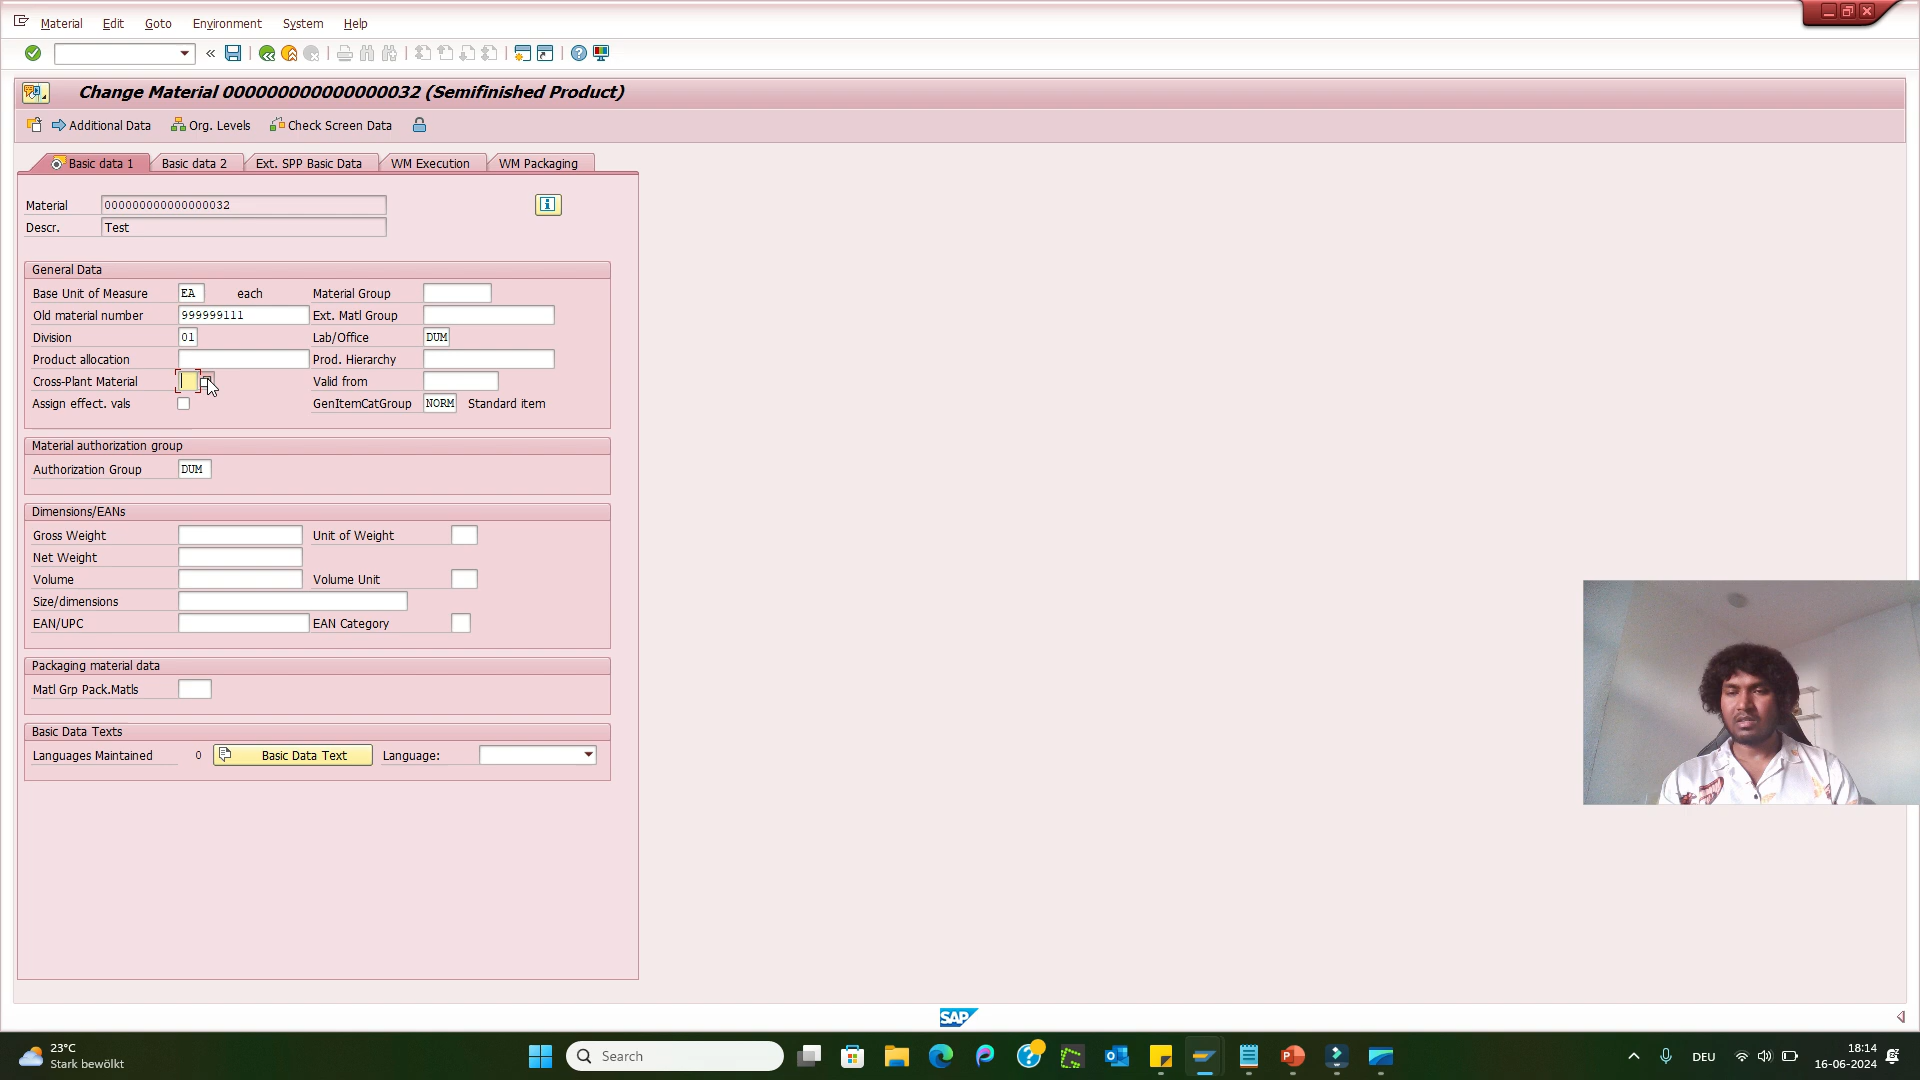 Material Edit Goto Environment System Help
«
Change Material 000000000000000032 (Semifinished Product)
Additional Data Org. Levels Check Screen Data
Basic data 1 Basic data 2 Ext. SPP Basic Data WM Execution WM Packaging
Material 000000000000000032
Descr. Test
General Data
Base Unit of Measure EA each Material Group
Old material number 999999111 Ext. Matl Group
Division 01 Lab/Office DUM
Product allocation Prod. Hierarchy
Cross-Plant Material Valid from
Assign effect. vals GenItemCatGroup NORM Standard item
Material authorization group
Authorization Group DUM
Dimensions/EANs
Gross Weight Unit of Weight
Net Weight
Volume Volume Unit
Size/dimensions
EAN/UPC EAN Category
Packaging material data
Matl Grp Pack.Matls
Basic Data Texts
Languages Maintained 0 Basic Data Text Language:
SAP
23°C
Stark bewölkt
Search
DEU
18:14
16-06-2024